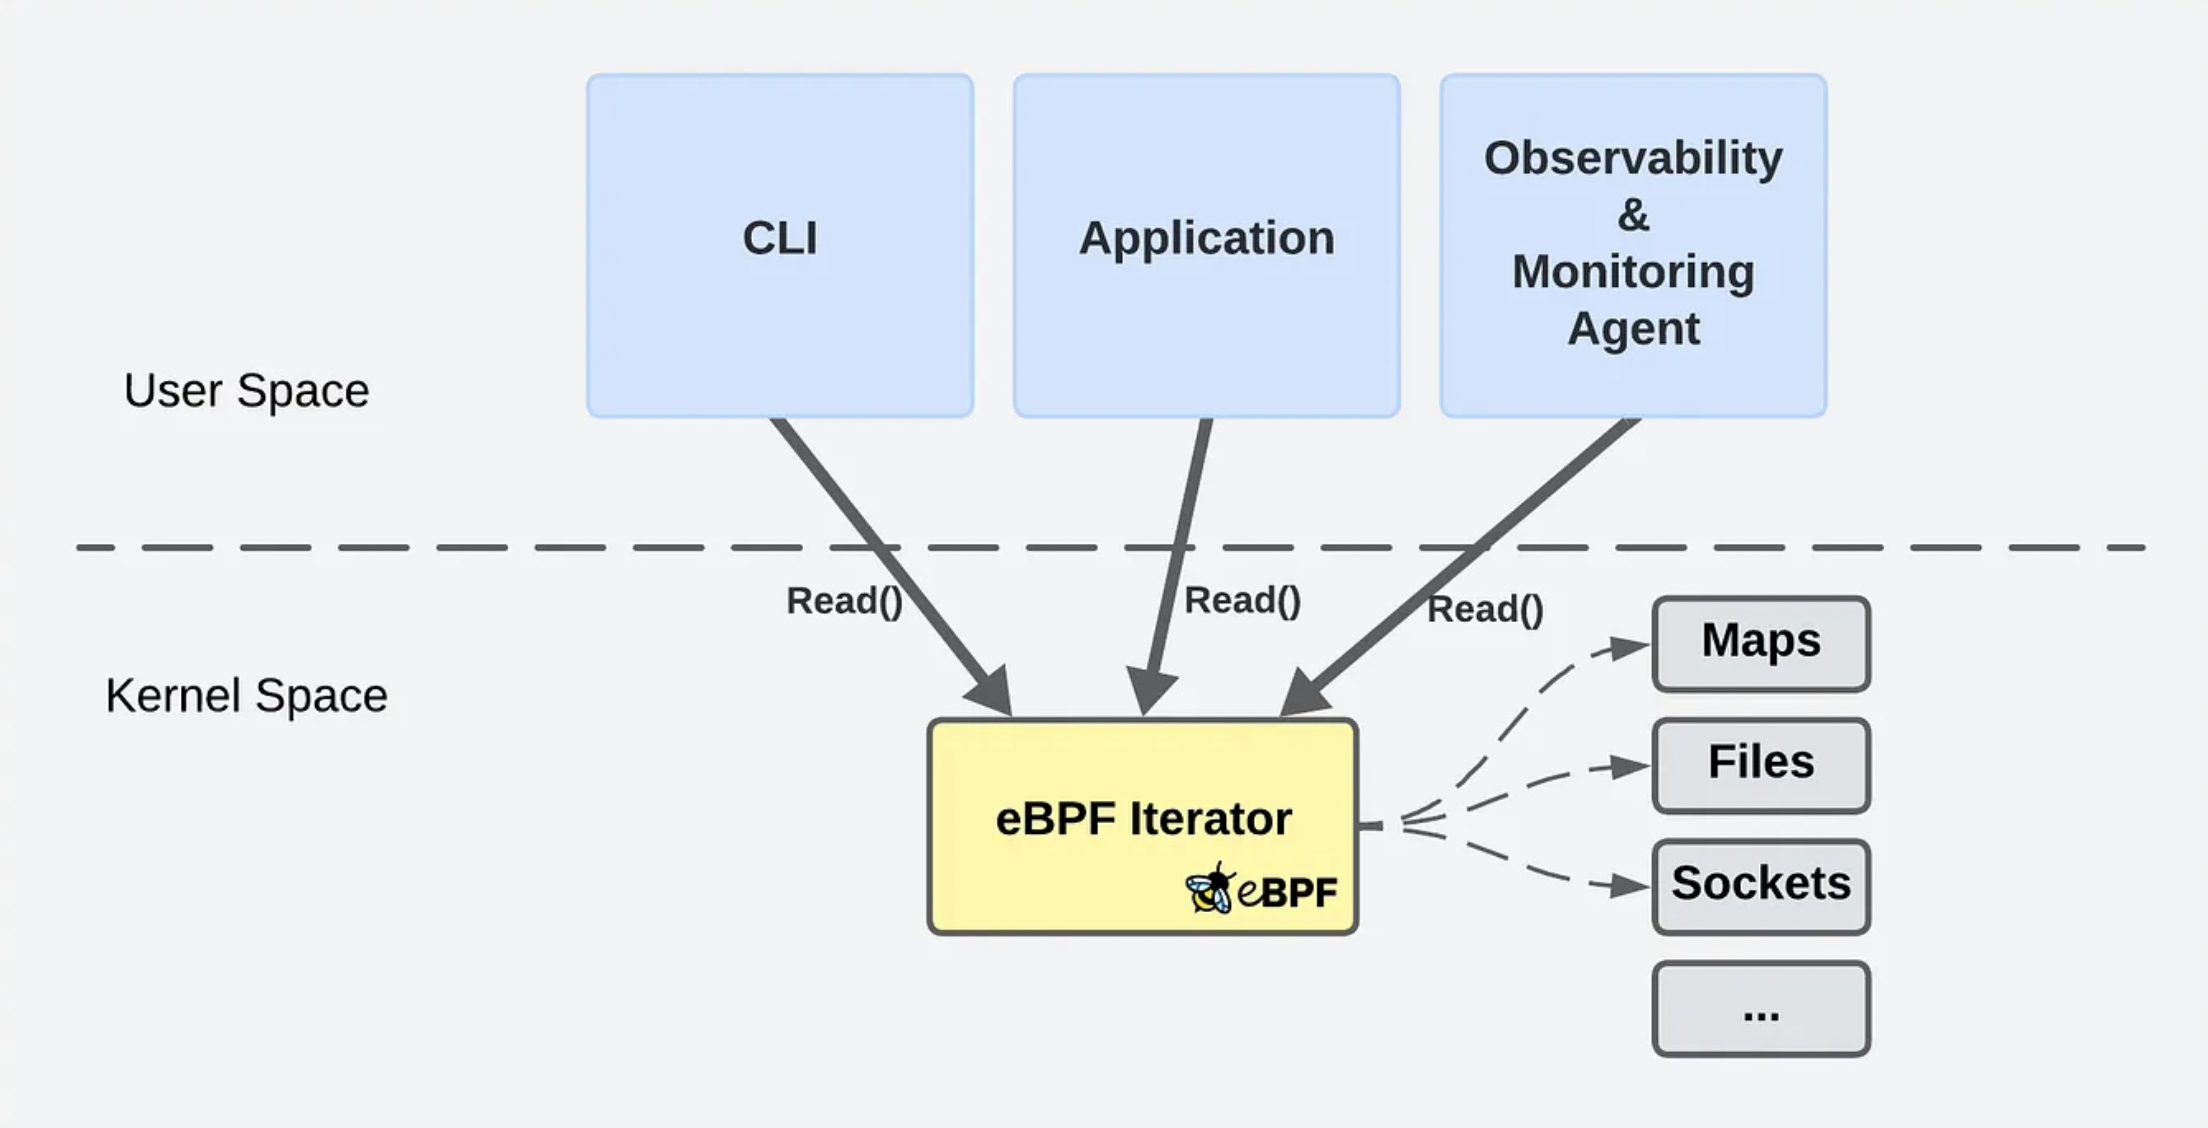 CLI
Application
Observability
&
Monitoring
Agent
User Space
Read()
Read()
Read()
Kernel Space
eBPF Iterator
eBPF
Maps
Files
Sockets
...